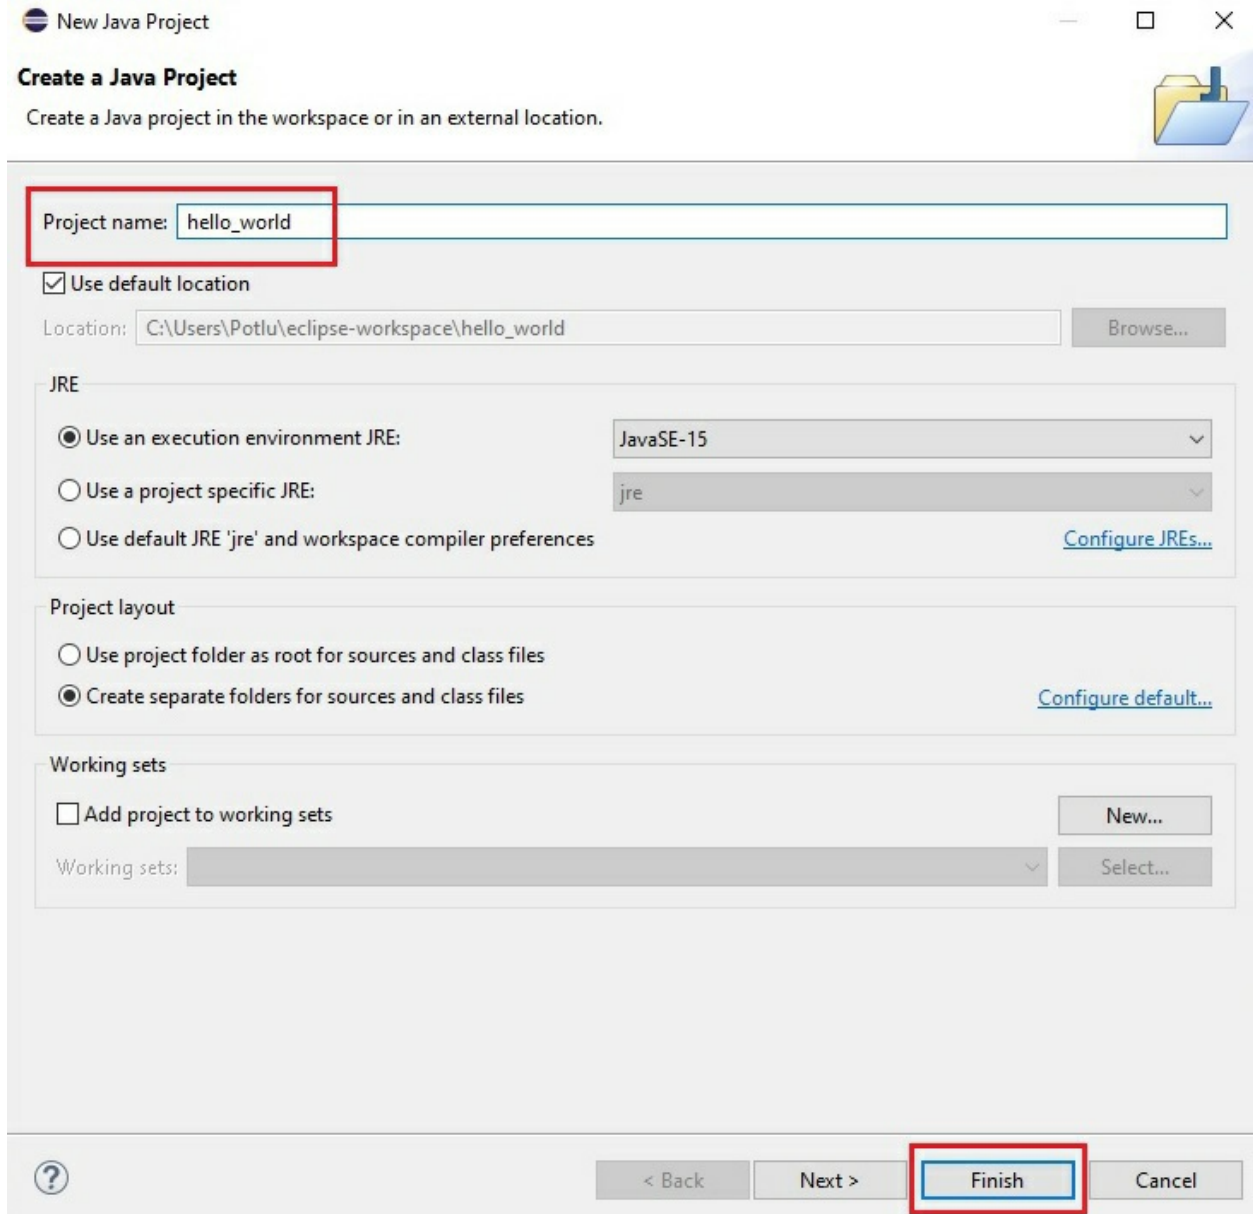 New Java Project
Create a Java Project
Create a Java project in the workspace or in an external location.
Project name: hello_world
Use default location
Location: C:\Users\Potlu\eclipse-workspace\hello_world Browse...
JRE
Use an execution environment JRE: JavaSE-15
Use a project specific JRE: jre
Use default JRE 'jre' and workspace compiler preferences Configure JREs...
Project layout
Use project folder as root for sources and class files
Create separate folders for sources and class files Configure default...
Working sets
Add project to working sets New...
Working sets: Select...
? < Back Next > Finish Cancel